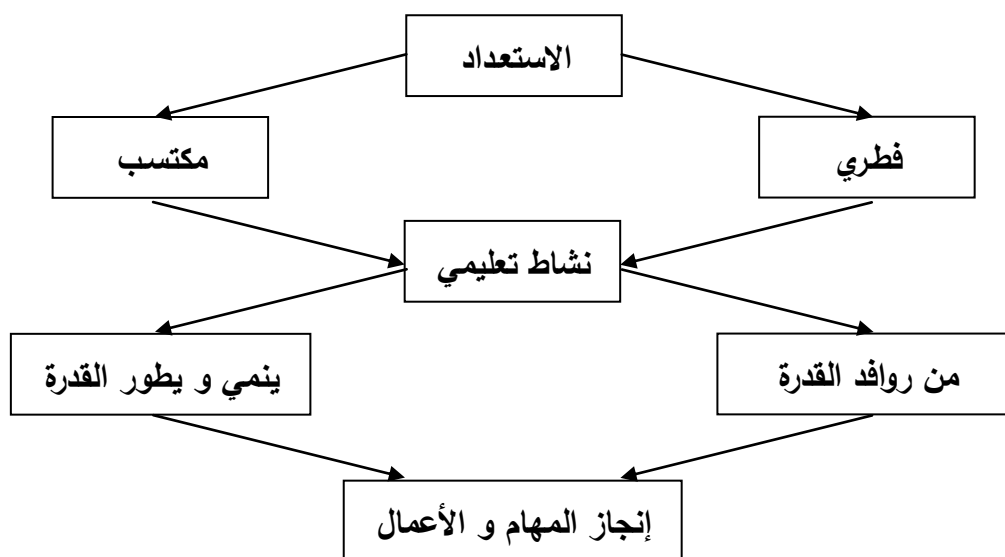 الاستعداد
فطري
مكتسب
نشاط تعليمي
من روافد القدرة
ينمي و يطور القدرة
إنجاز المهام و الأعمال